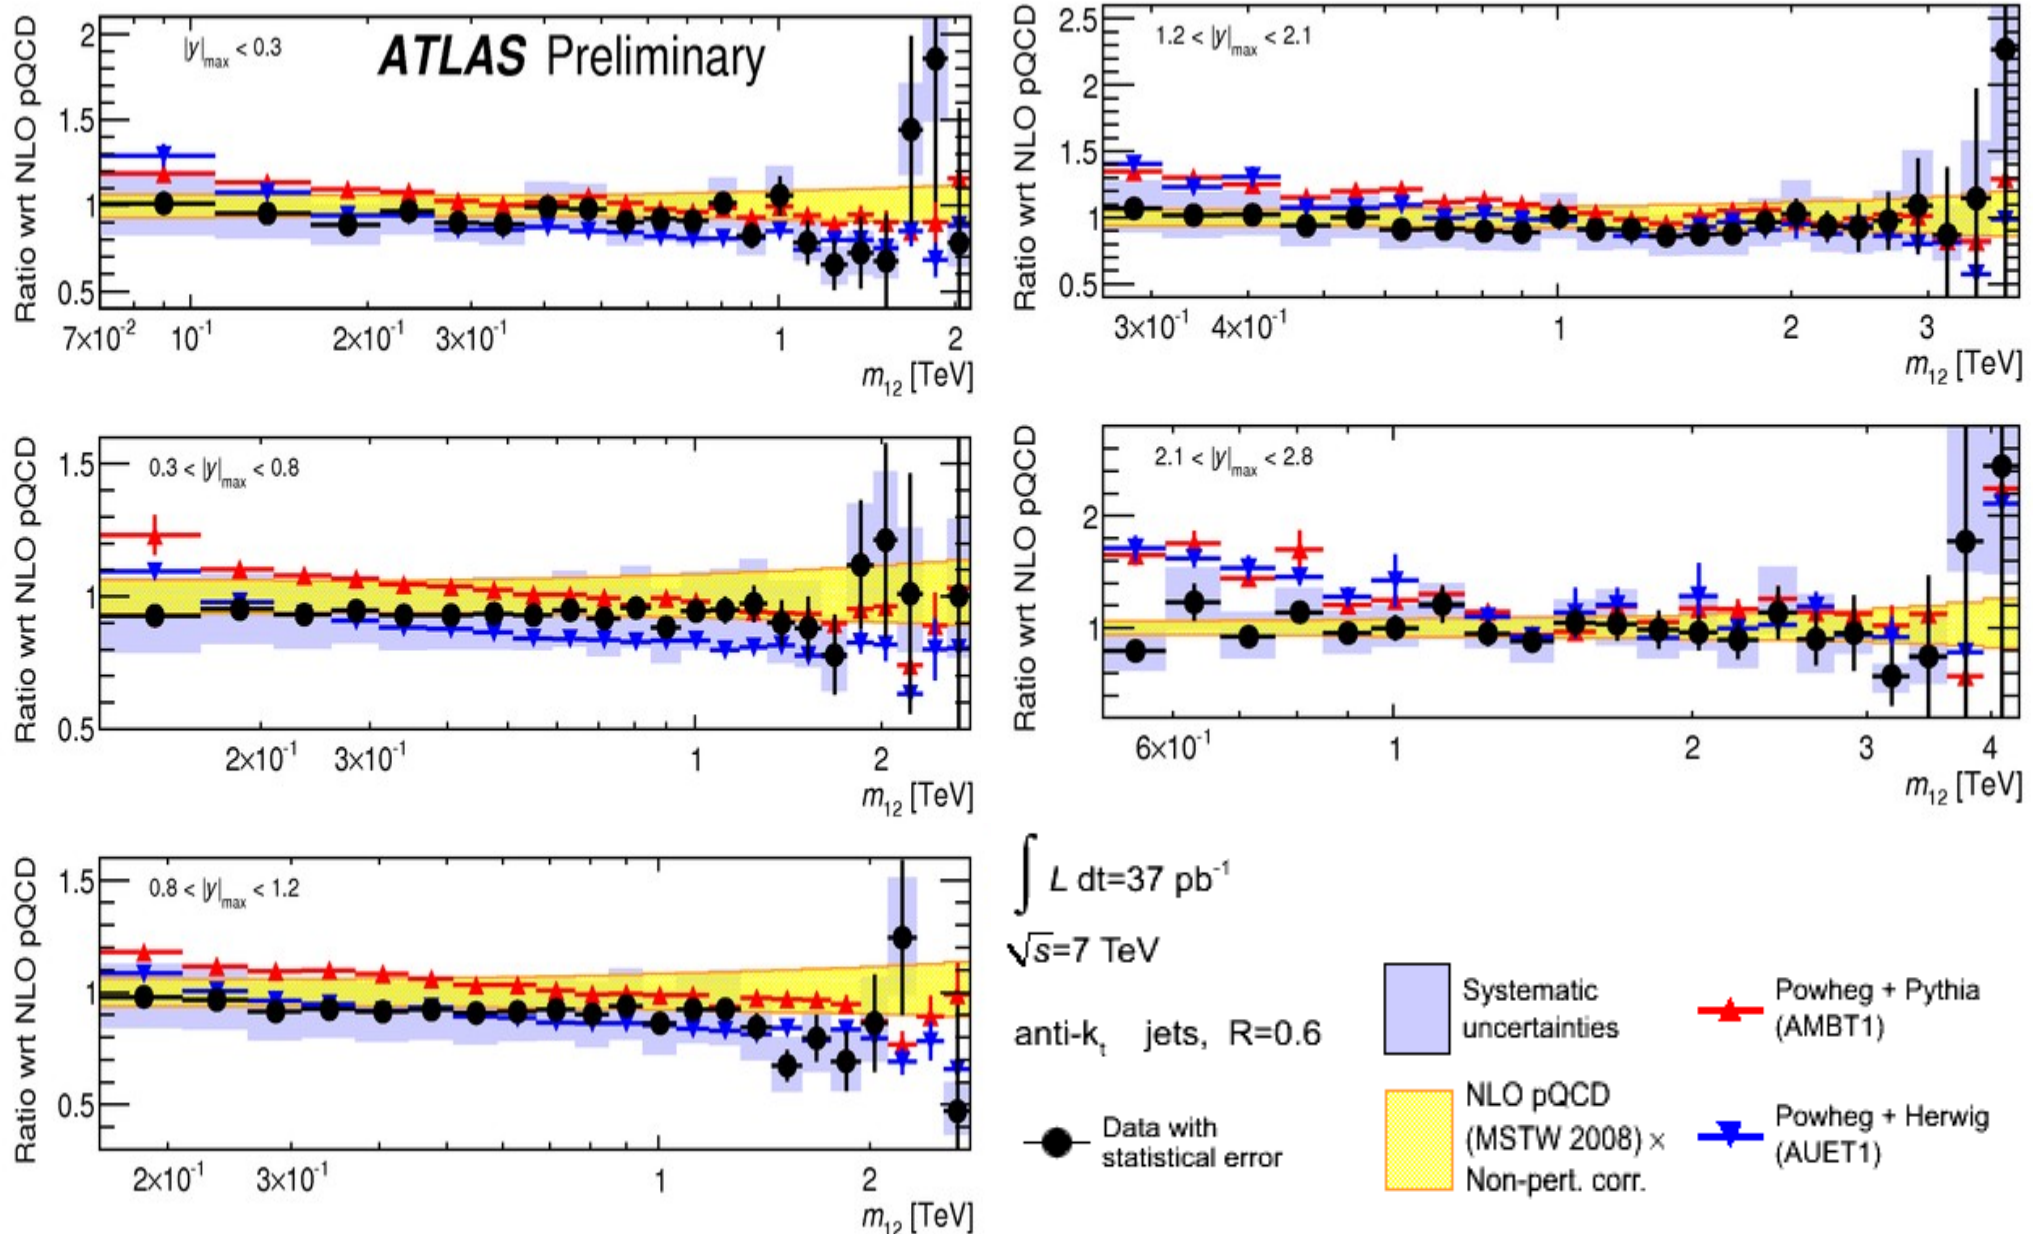 ATLAS Preliminary
|y|max < 0.3
Ratio wrt NLO pQCD
2
1.5
1
0.5
7×10-2 10-1 2×10-1 3×10-1 1 2
m12 [TeV]
1.2 < |y|max < 2.1
Ratio wrt NLO pQCD
2.5
2
1.5
1
0.5
3×10-1 4×10-1 1 2 3
m12 [TeV]
0.3 < |y|max < 0.8
Ratio wrt NLO pQCD
1.5
1
0.5
2×10-1 3×10-1 1 2
m12 [TeV]
2.1 < |y|max < 2.8
Ratio wrt NLO pQCD
2
1
6×10-1 1 2 3 4
m12 [TeV]
0.8 < |y|max < 1.2
Ratio wrt NLO pQCD
1.5
1
0.5
2×10-1 3×10-1 1 2
m12 [TeV]
∫ L dt=37 pb-1
√s=7 TeV
anti-kt jets, R=0.6
Data with
statistical error
Systematic
uncertainties
NLO pQCD
(MSTW 2008) ×
Non-pert. corr.
Powheg + Pythia
(AMBT1)
Powheg + Herwig
(AUET1)